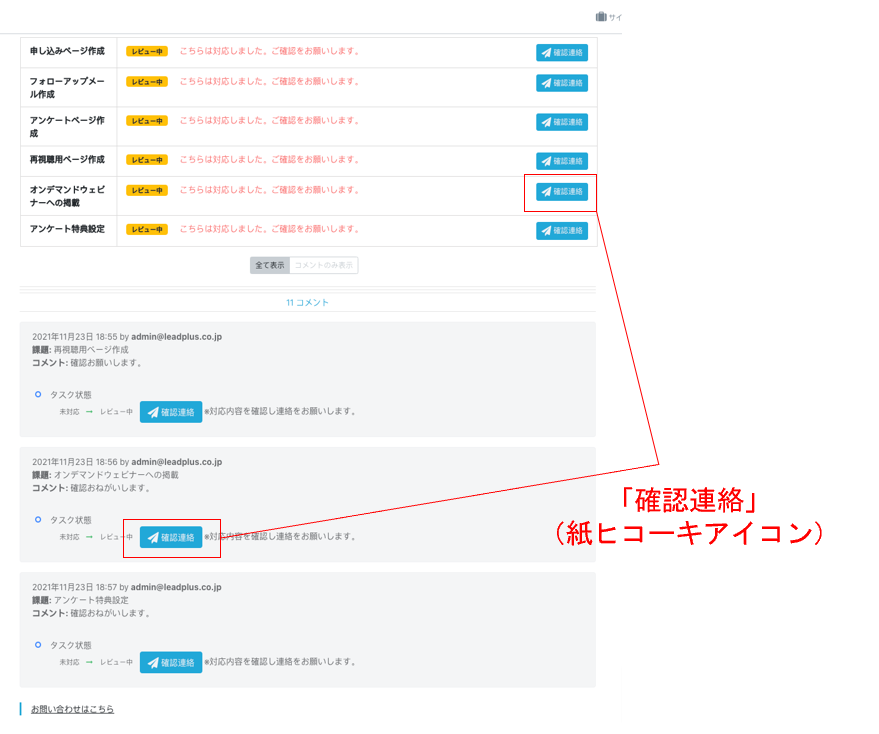 サイ
申し込みページ作成 レビュー中 こちらは対応しました。ご確認をお願いします。 確認連絡
フォローアップメー
ル作成 レビュー中 こちらは対応しました。ご確認をお願いします。 確認連絡
アンケートページ作
成 レビュー中 こちらは対応しました。ご確認をお願いします。 確認連絡
再視聴用ページ作成 レビュー中 こちらは対応しました。ご確認をお願いします。 確認連絡
オンデマンドウェビ
ナーへの掲載 レビュー中 こちらは対応しました。ご確認をお願いします。 確認連絡
アンケート特典設定 レビュー中 こちらは対応しました。ご確認をお願いします。 確認連絡
全て表示 コメントのみ表示
11 コメント
2021年11月23日 18:55 by admin@leadplus.co.jp
課題: 再視聴用ページ作成
コメント: 確認お願いします。
タスク状態
未対応 → レビュー中 確認連絡 ※対応内容を確認し連絡をお願いします。
2021年11月23日 18:56 by admin@leadplus.co.jp
課題: オンデマンドウェビナーへの掲載
コメント: 確認おねがいします。
タスク状態
未対応 → レビュー中 確認連絡 ※対応内容を確認し連絡をお願いします。
2021年11月23日 18:57 by admin@leadplus.co.jp
課題: アンケート特典設定
コメント: 確認おねがいします。
タスク状態
未対応 → レビュー中 確認連絡 ※対応内容を確認し連絡をお願いします。
お問い合わせはこちら
「確認連絡」
（紙ヒコーキアイコン）